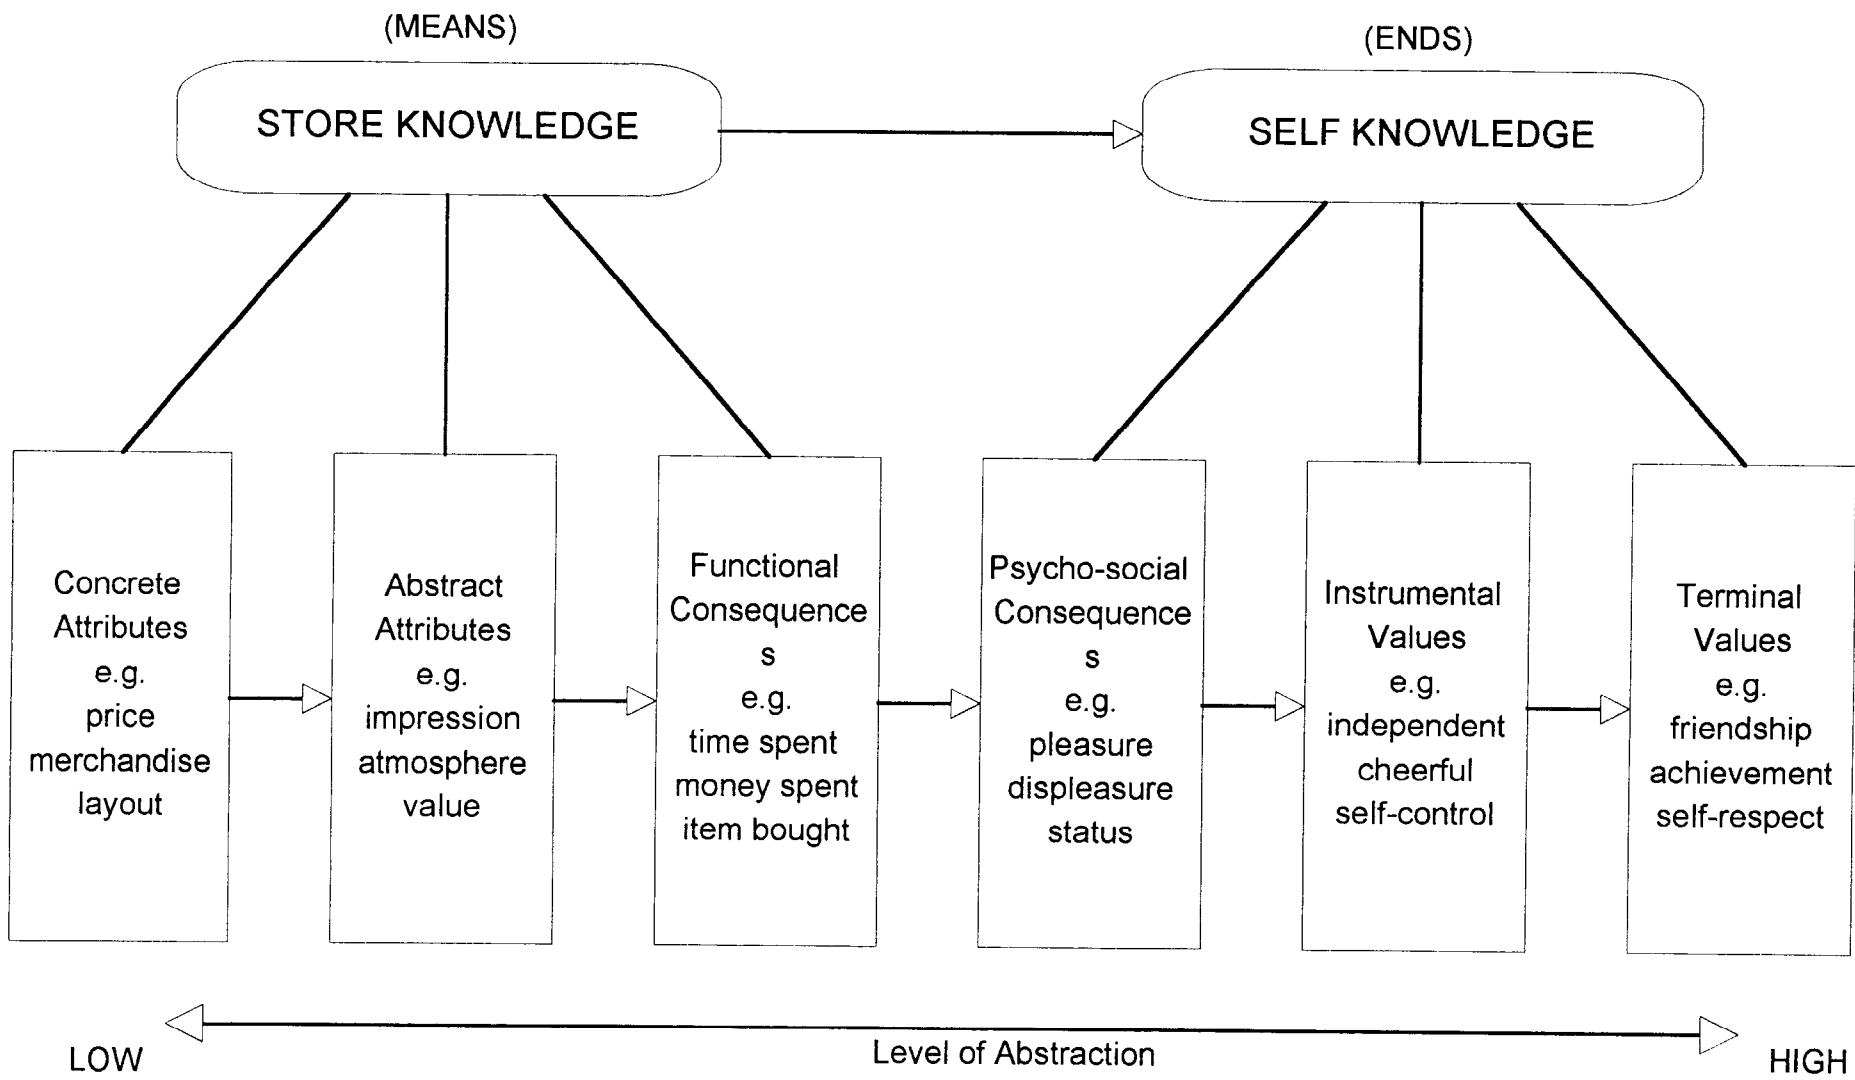 (MEANS)
(ENDS)
STORE KNOWLEDGE
SELF KNOWLEDGE
Concrete
Attributes
e.g.
price
merchandise
layout
Abstract
Attributes
e.g.
impression
atmosphere
value
Functional
Consequence
s
e.g.
time spent
money spent
item bought
Psycho-social
Consequence
s
e.g.
pleasure
displeasure
status
Instrumental
Values
e.g.
independent
cheerful
self-control
Terminal
Values
e.g.
friendship
achievement
self-respect
LOW
Level of Abstraction
HIGH